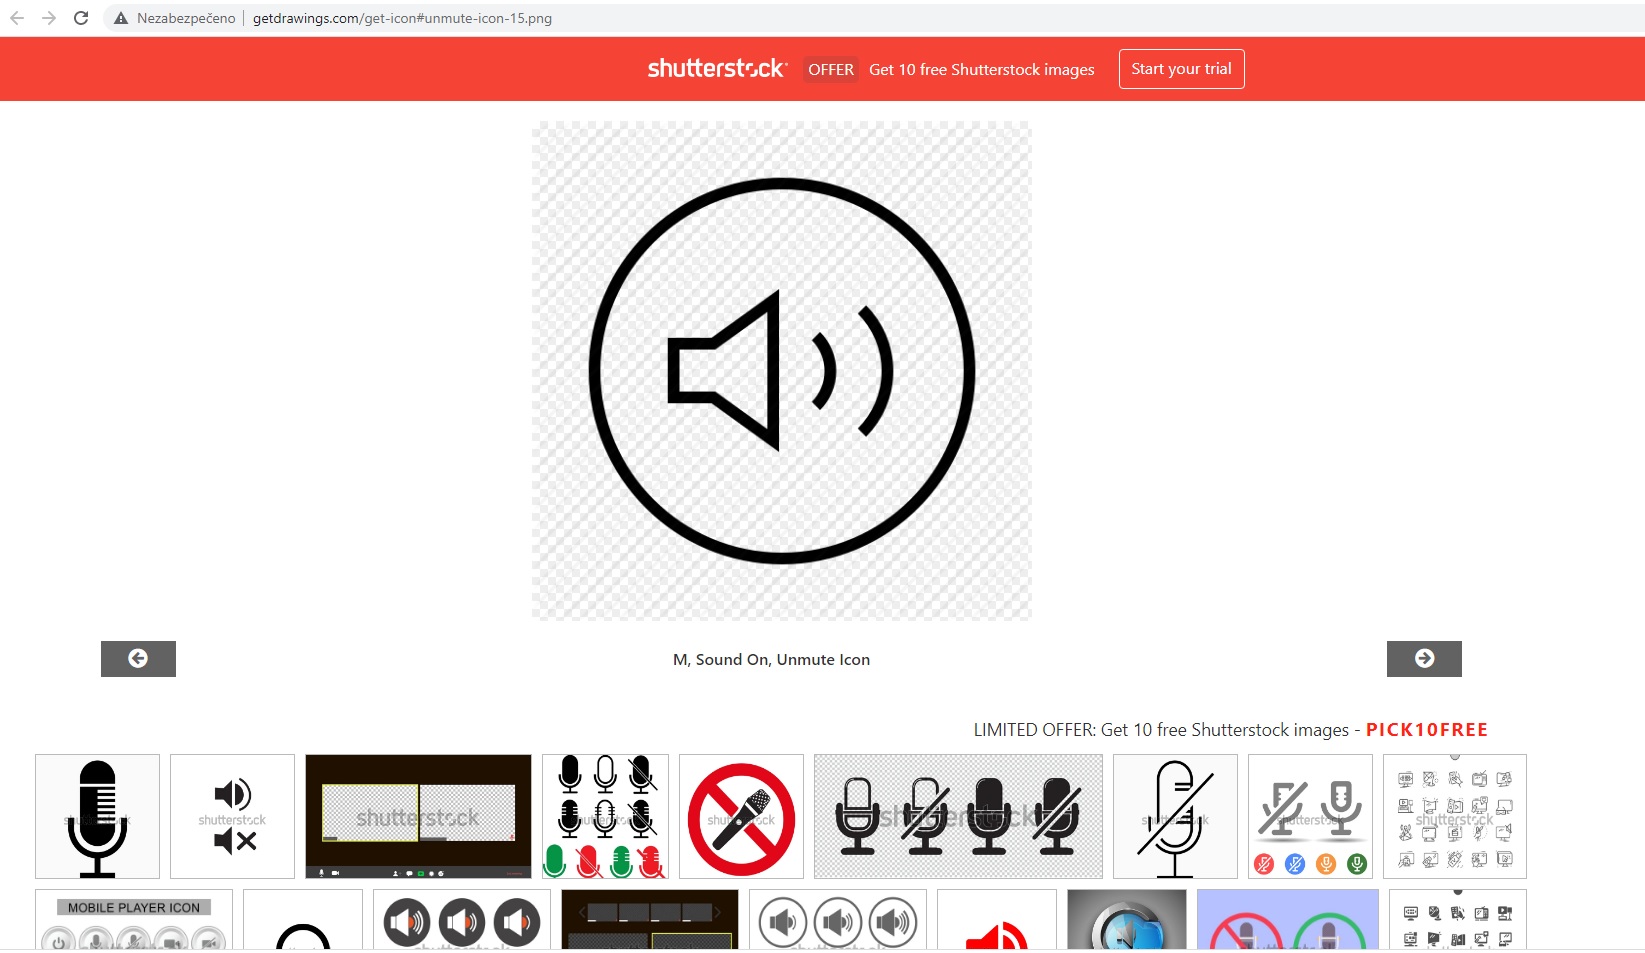 Nezabezpečeno
getdrawings.com/get-icon#unmute-icon-15.png
shutterstock OFFER Get 10 free Shutterstock images Start your trial
M, Sound On, Unmute Icon
LIMITED OFFER: Get 10 free Shutterstock images - PICK10FREE
shutterstock
shutterstock
shutterstock
shutterstock
shutterstock
shutterstock
shutterstock
shutterstock
MOBILE PLAYER ICON